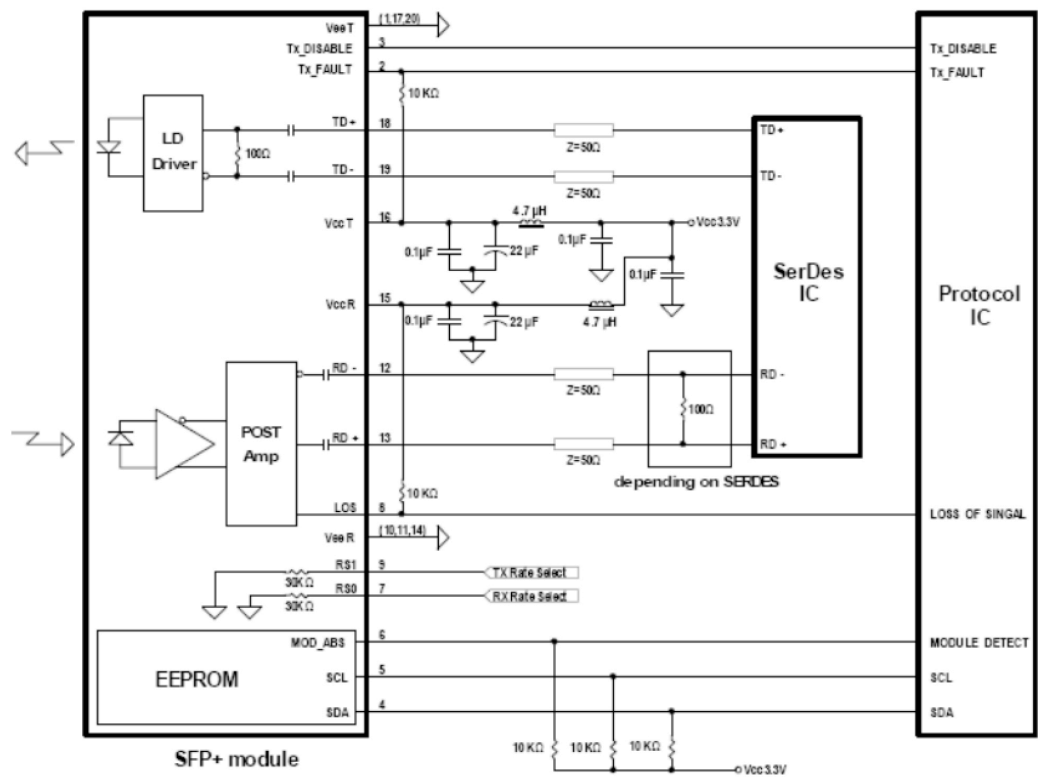 VeeT (1,17,20)
Tx_DISABLE 3 Tx_DISABLE
Tx_FAULT 2 Tx_FAULT
10 KΩ
LD
Driver
100Ω
TD+ 18 TD+
Z=50Ω
TD- 19 TD-
Z=50Ω
VccT 16
4.7 µH
Vcc3.3V
0.1µF
22 µF
0.1µF
0.1µF
SerDes
IC
Protocol
IC
VccR 15
0.1µF
22 µF
4.7 µH
RD - 12 RD -
Z=50Ω
100Ω
POST
Amp
RD + 13 RD +
Z=50Ω
depending on SERDES
10 KΩ
LOS 8 LOSS OF SINGAL
VeeR (10,11,14)
RS1 9 TX Rate Select
30KΩ
RS0 7 RX Rate Select
30KΩ
MOD_ABS 6 MODULE DETECT
EEPROM
SCL 5 SCL
SDA 4 SDA
10 KΩ 10 KΩ 10 KΩ
Vcc3.3V
SFP+ module